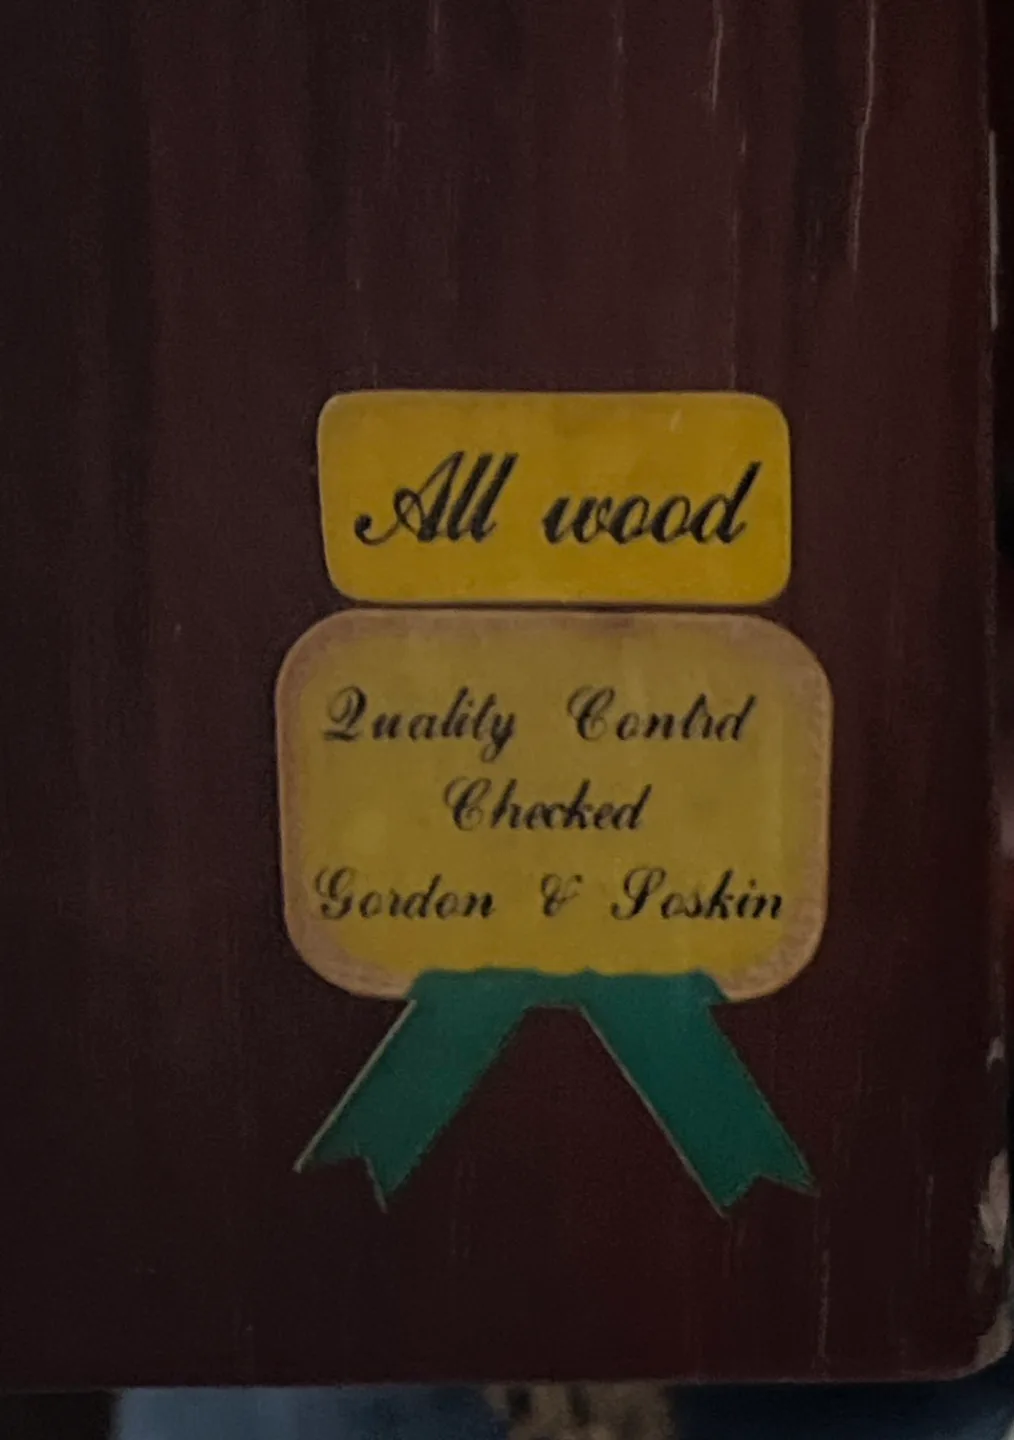 All wood
Quality Control
Checked
Gordon & Soskin